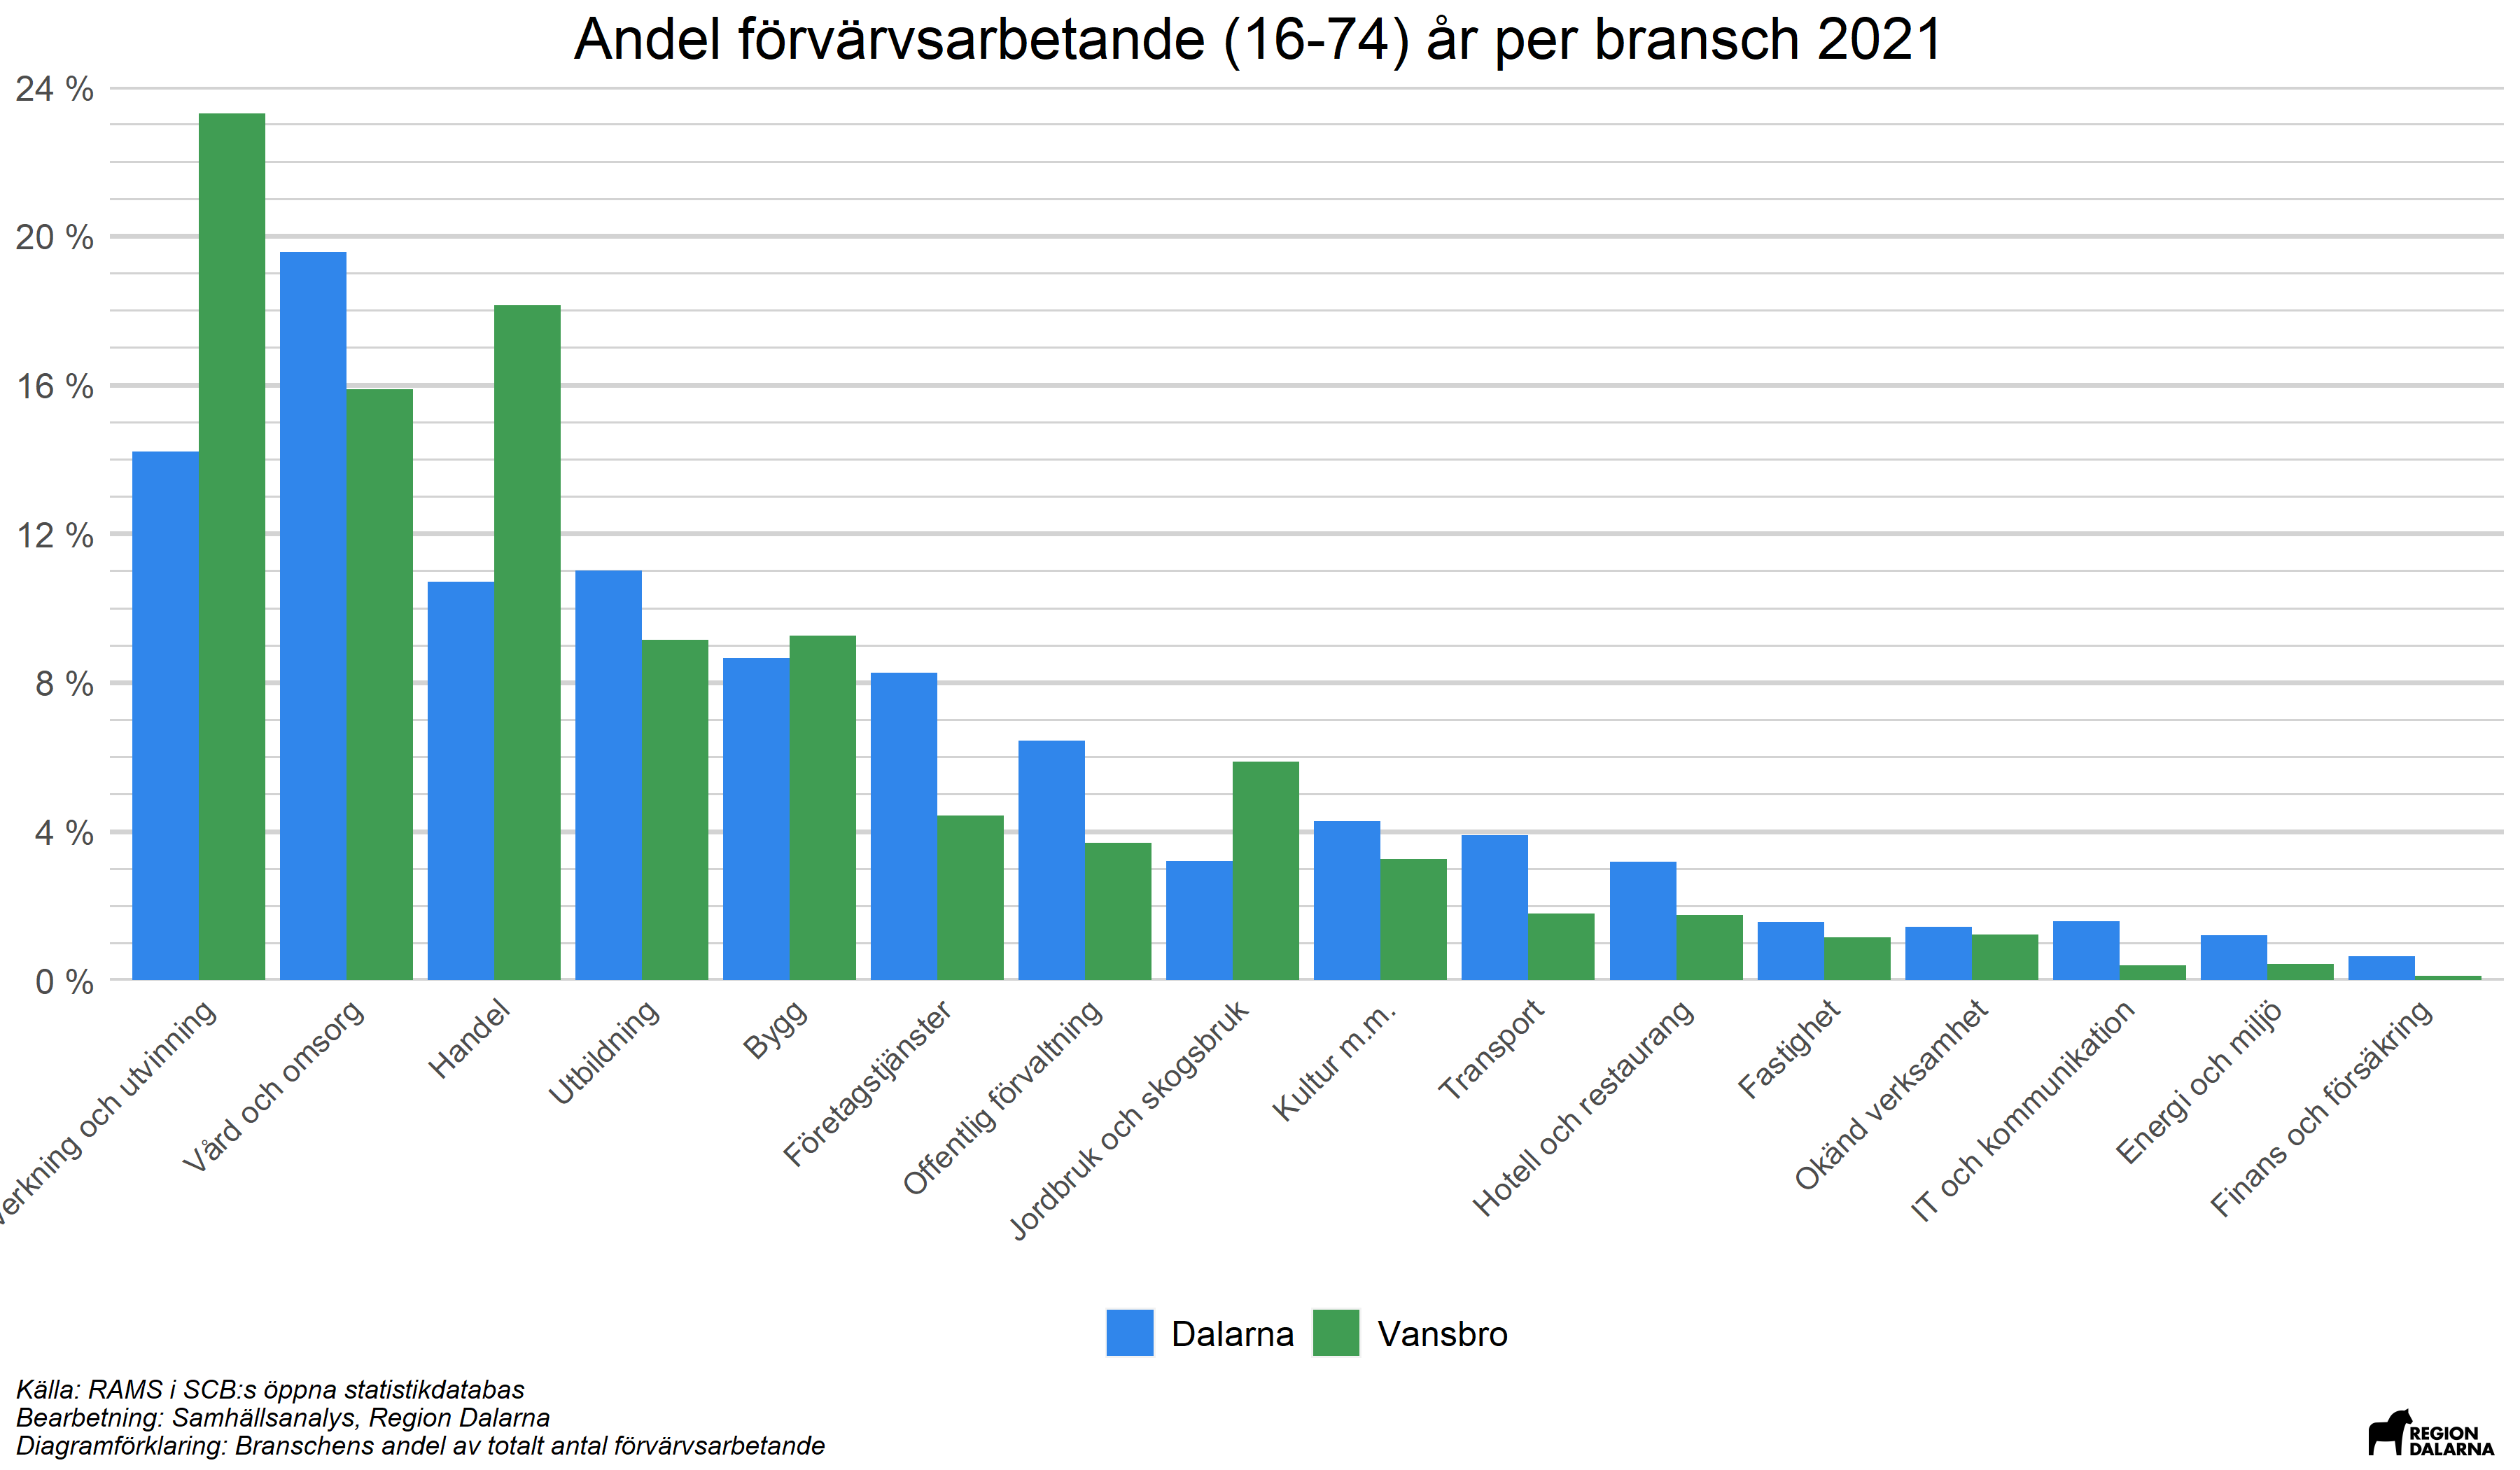 Andel förvärvsarbetande (16-74) år per bransch 2021
24 %
20 %
16 %
12 %
8 %
4 %
0 %
verkning och utvinning
Vård och omsorg
Handel
Utbildning
Bygg
Företagstjänster
Offentlig förvaltning
Jordbruk och skogsbruk
Kultur m.m.
Transport
Hotell och restaurang
Fastighet
Okänd verksamhet
IT och kommunikation
Energi och miljö
Finans och försäkring
Dalarna
Vansbro
Källa: RAMS i SCB:s öppna statistikdatabas
Bearbetning: Samhällsanalys, Region Dalarna
Diagramförklaring: Branschens andel av totalt antal förvärvsarbetande
REGION
DALARNA